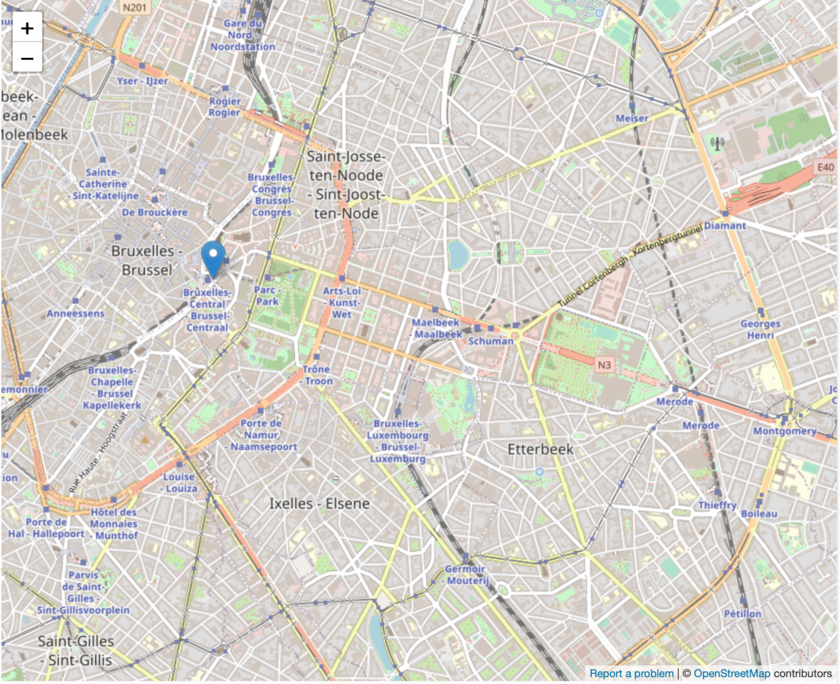 N201
+
−
Gare du
Nord -
Noordstation
Yser - IJzer
Rogier
Rogier
beek-
ean -
Molenbeek
Meiser
Saint-Josse-
ten-Noode
- Sint-Joost-
ten-Node
E40
Sainte-
Catherine
- Sint-Katelijne
Bruxelles-
Congrès
- Brussel-
Congres
De Brouckère
Diamant
Tunnel Cortenbergh - Kortenbergtunnel
Bruxelles -
Brussel
Bruxelles-
Central
- Brussel-
Centraal
Parc -
Park
Arts-Loi
- Kunst-
Wet
Anneessens
Maelbeek
- Maalbeek
Schuman
Georges
Henri
N3
Bruxelles-
Chapelle
- Brussel
Kapellekerk
Trône
- Troon
emonnier
Merode
Merode
Montgomery
Jo
C
Rue Haute - Hoogstraat
Porte de
Namur
- Naamsepoort
Bruxelles-
Luxembourg
- Brussel-
Luxemburg
Etterbeek
Louise
- Louiza
Ixelles - Elsene
Thieffry
Boileau
Porte de
Hal - Hallepoort
Hôtel des
Monnaies
- Munthof
Germoir
- Mouterij
Parvis
de Saint-
Gilles -
Sint-Gillisvoorplein
Pétillon
Saint-Gilles
- Sint-Gillis
Report a problem | © OpenStreetMap contributors